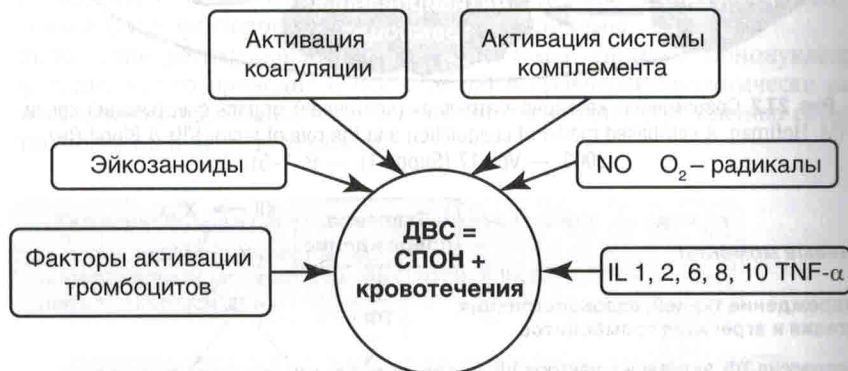 Активация
коагуляции
Активация системы
комплемента
Эйкозаноиды
NO O₂– радикалы
ДВС =
СПОН +
кровотечения
Факторы активации
тромбоцитов
IL 1, 2, 6, 8, 10 TNF-α